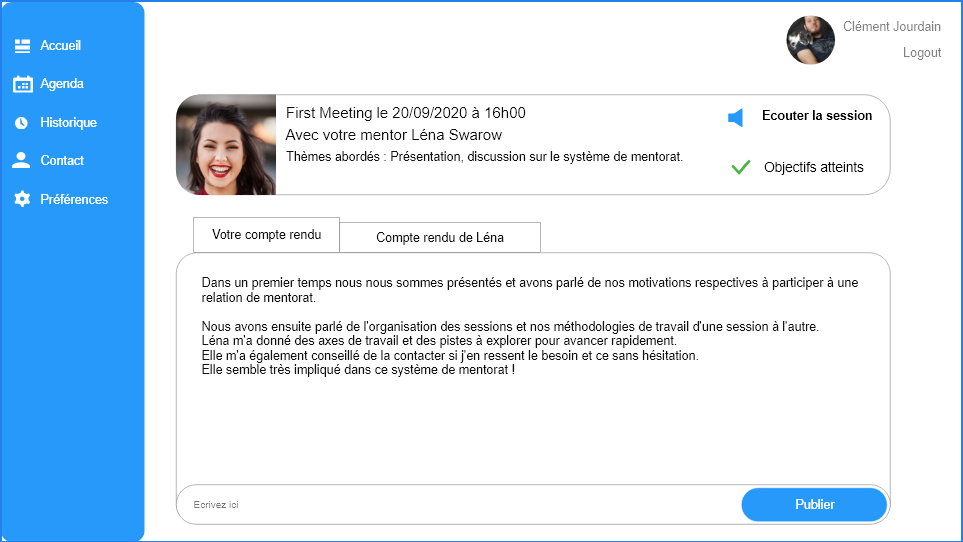 Accueil
Agenda
Historique
Contact
Préférences
Clément Jourdain
Logout
First Meeting le 20/09/2020 à 16h00
Avec votre mentor Léna Swarow
Thèmes abordés : Présentation, discussion sur le système de mentorat.
Ecouter la session
Objectifs atteints
Votre compte rendu
Compte rendu de Léna
Dans un premier temps nous nous sommes présentés et avons parlé de nos motivations respectives à participer à une
relation de mentorat.
Nous avons ensuite parlé de l'organisation des sessions et nos méthodologies de travail d'une session à l'autre.
Léna m'a donné des axes de travail et des pistes à explorer pour avancer rapidement.
Elle m'a également conseillé de la contacter si j'en ressent le besoin et ce sans hésitation.
Elle semble très impliqué dans ce système de mentorat !
Ecrivez ici
Publier